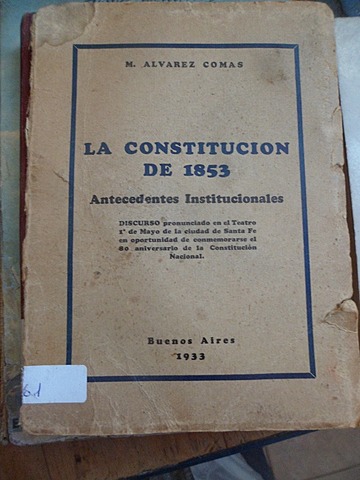 M. ALVAREZ COMAS
LA CONSTITUCION
DE 1853
Antecedentes Institucionales
DISCURSO pronunciado en el Teatro
1º de Mayo de la ciudad de Santa Fe
en oportunidad de conmemorarse el
80 aniversario de la Constitución
Nacional.
Buenos Aires
1933